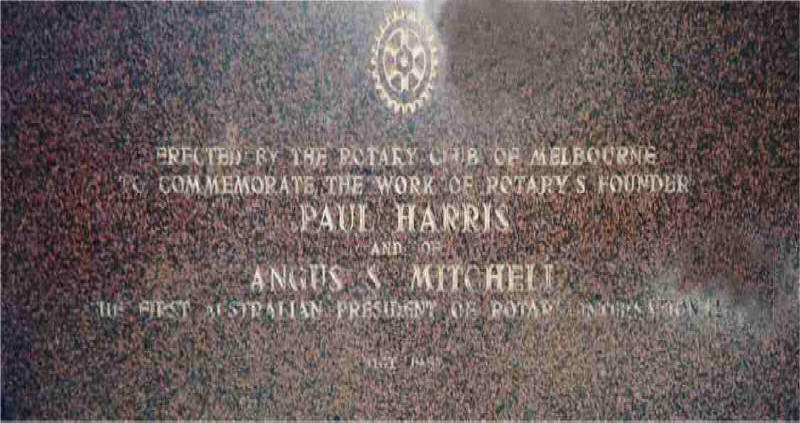 ERECTED BY THE ROTARY CLUB OF MELBOURNE
TO COMMEMORATE THE WORK OF ROTARY'S FOUNDER
PAUL HARRIS
AND OF
ANGUS S MITCHELL
THE FIRST AUSTRALIAN PRESIDENT OF ROTARY INTERNATIONAL